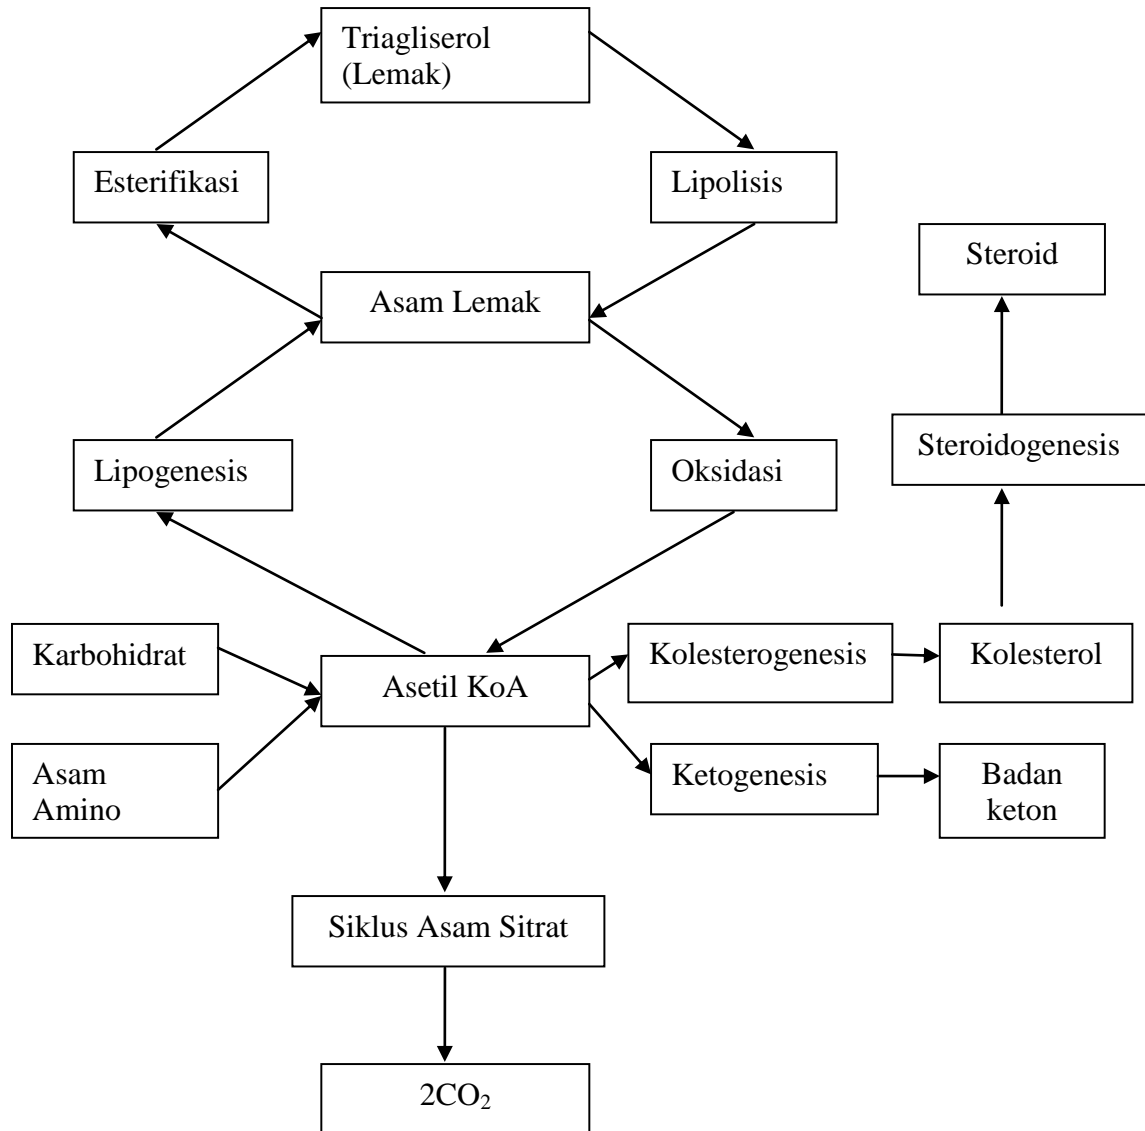 Triagliserol
(Lemak)
Esterifikasi
Lipolisis
Steroid
Asam Lemak
Steroidogenesis
Lipogenesis
Oksidasi
Karbohidrat
Kolesterogenesis
Kolesterol
Asetil KoA
Asam
Amino
Ketogenesis
Badan
keton
Siklus Asam Sitrat
2CO₂